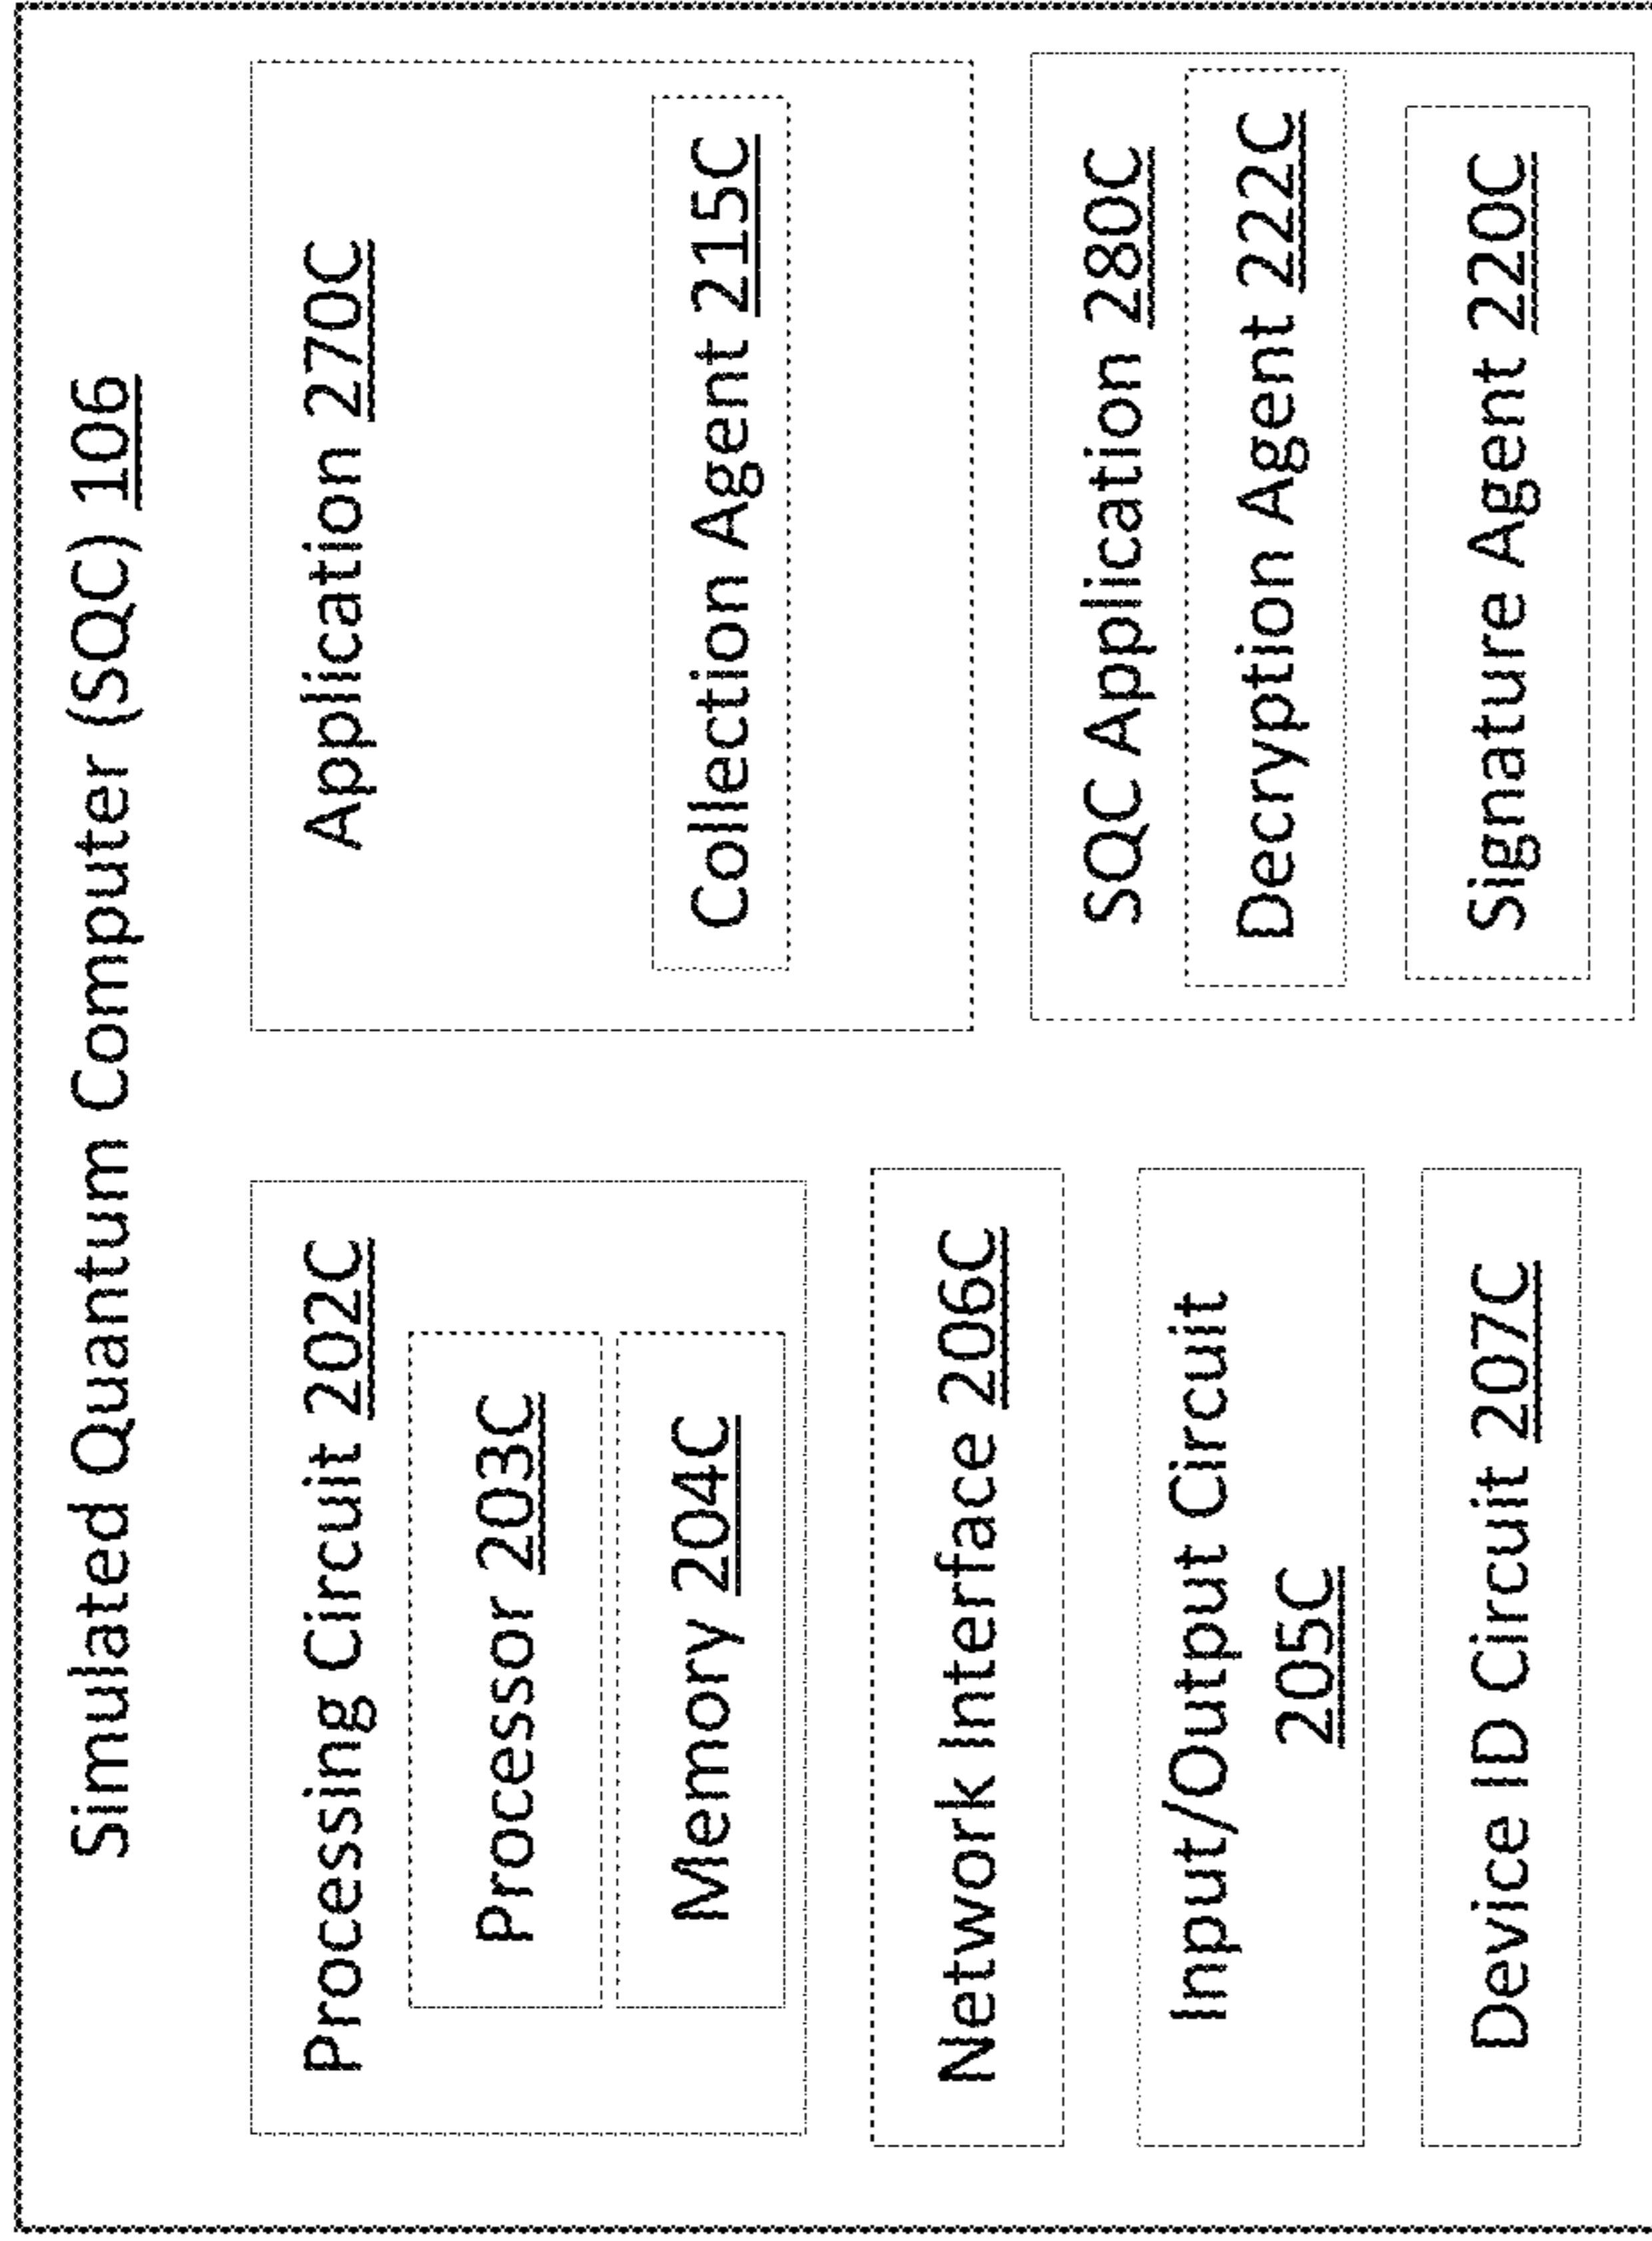 Simulated Quantum Computer (SQC) 106
Processing Circuit 202C
Processor 203C
Memory 204C
Network Interface 206C
Input/Output Circuit
205C
Device ID Circuit 207C
Application 270C
Collection Agent 215C
SQC Application 280C
Decryption Agent 222C
Signature Agent 220C